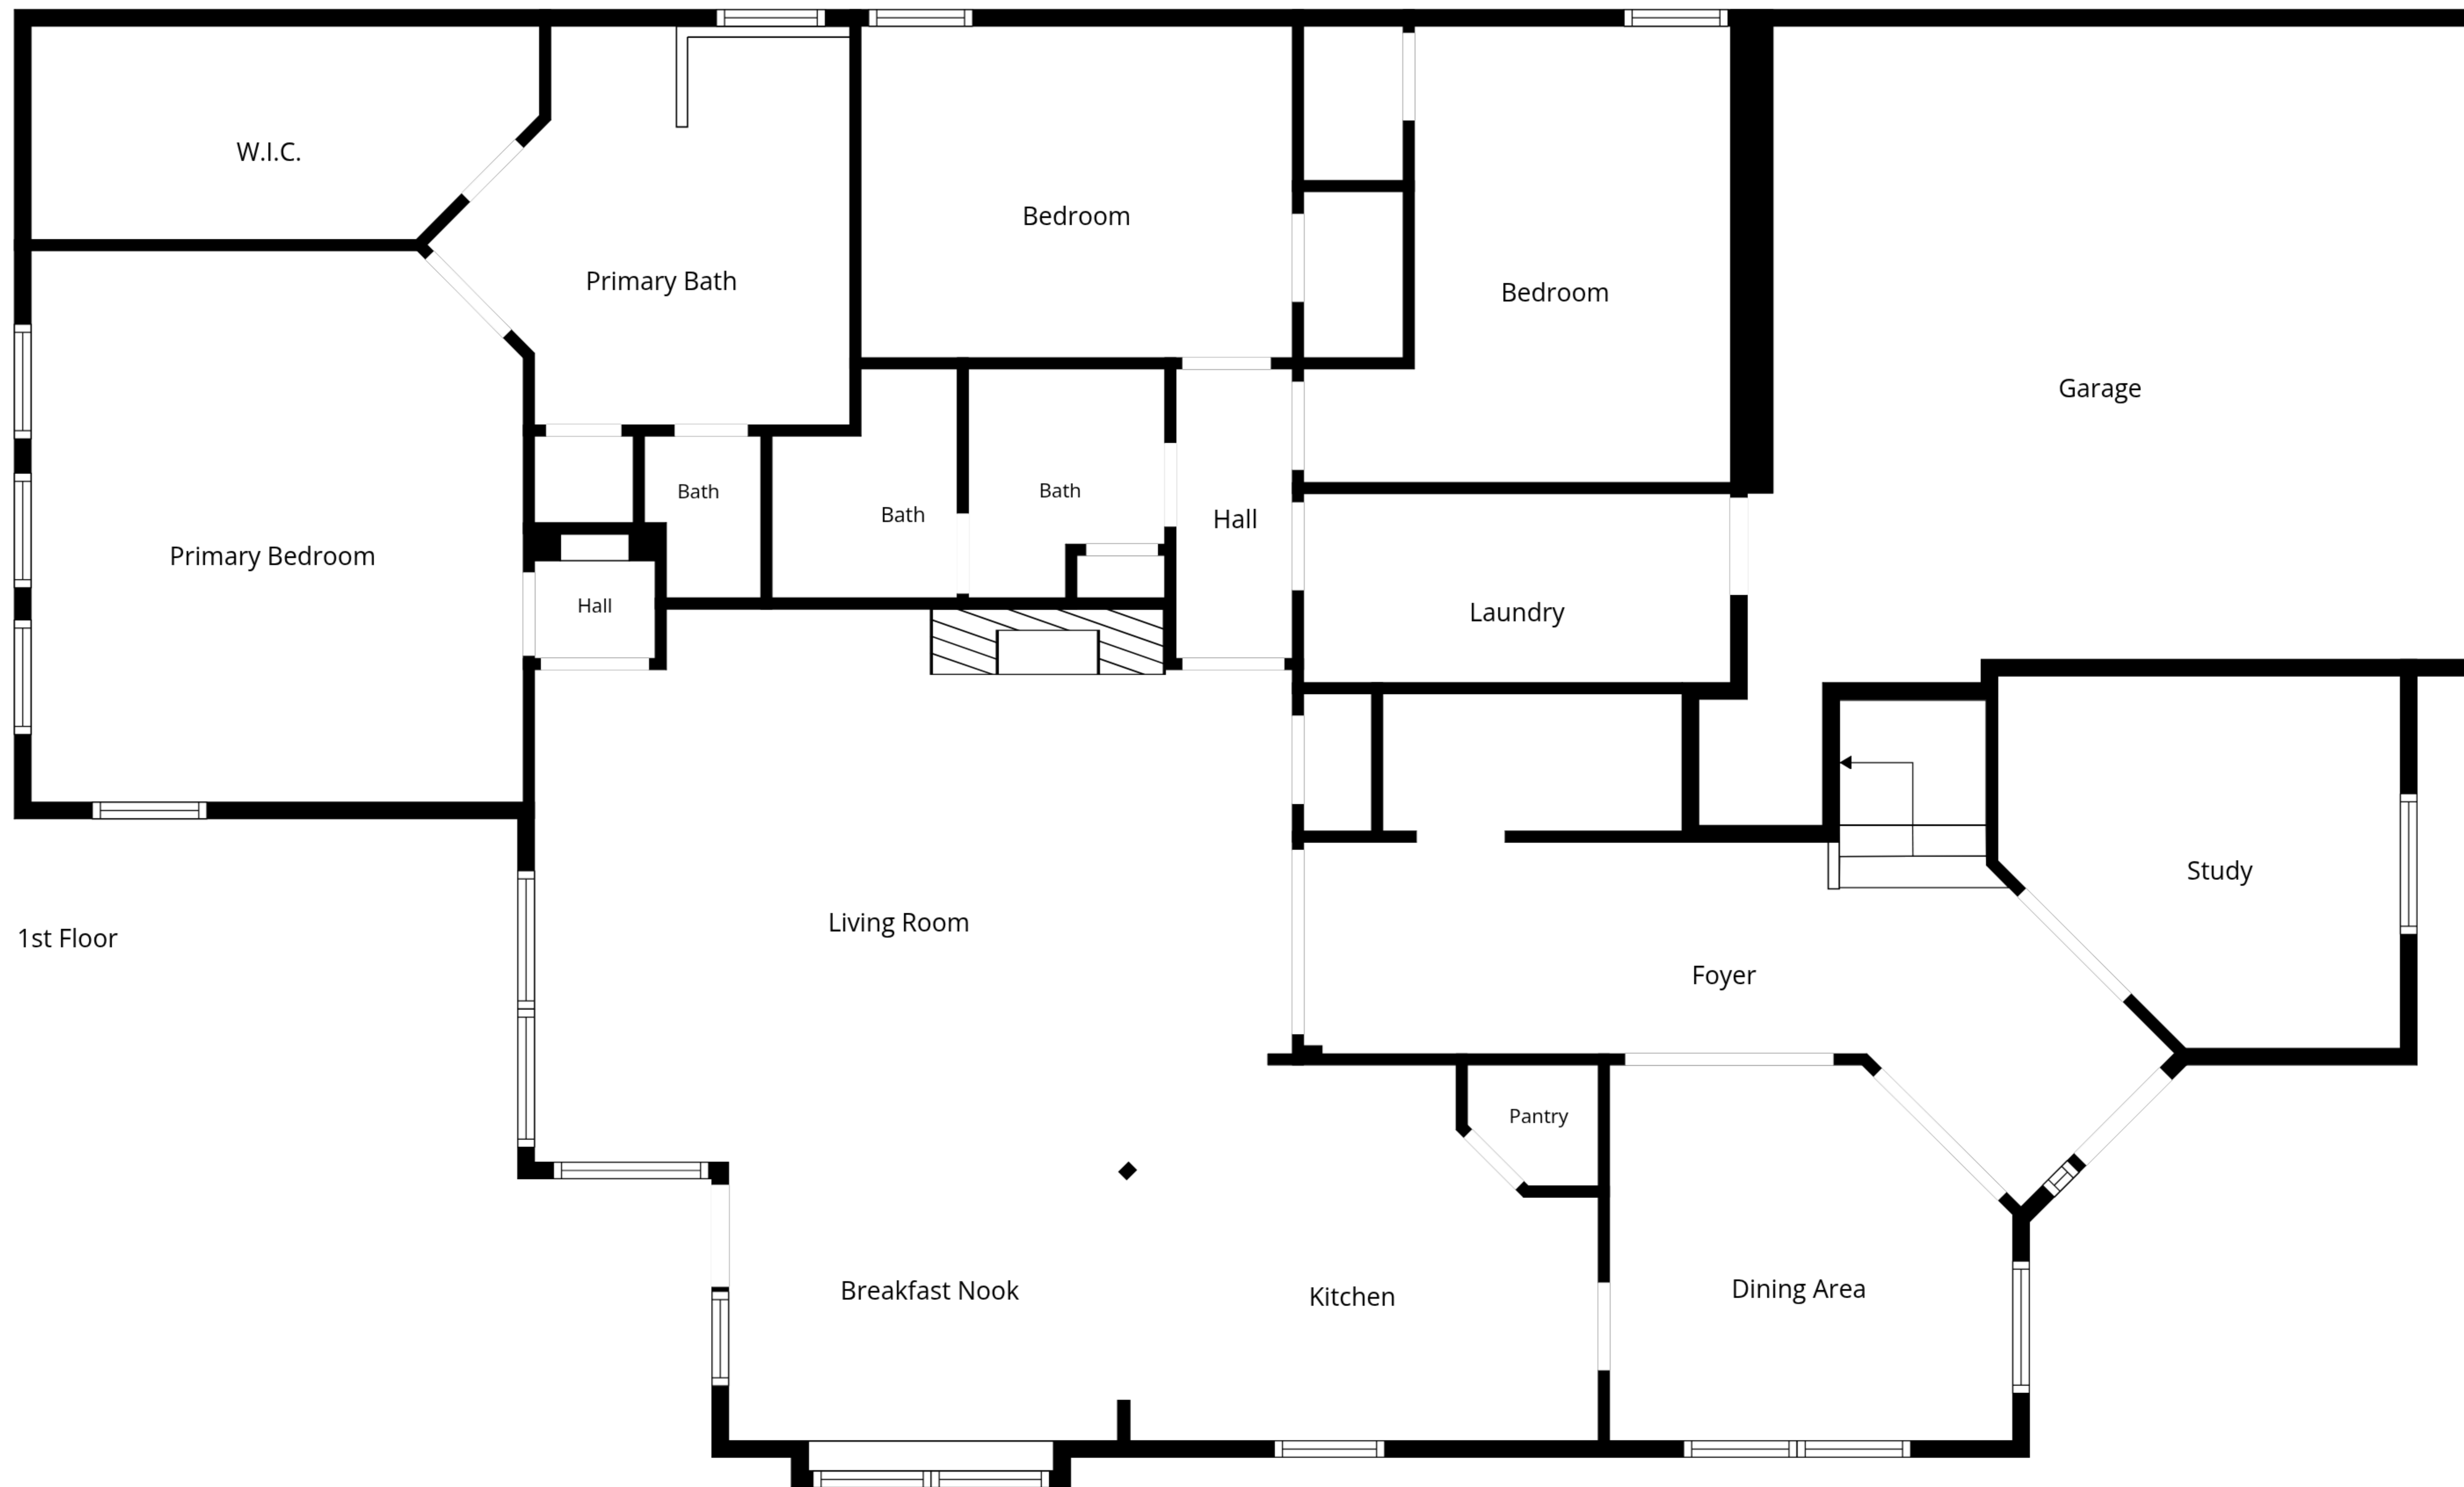 W.I.C.
Primary Bath
Bedroom
Bedroom
Garage
Primary Bedroom
Bath
Bath
Bath
Hall
Hall
Laundry
Living Room
Study
1st Floor
Foyer
Pantry
Breakfast Nook
Kitchen
Dining Area